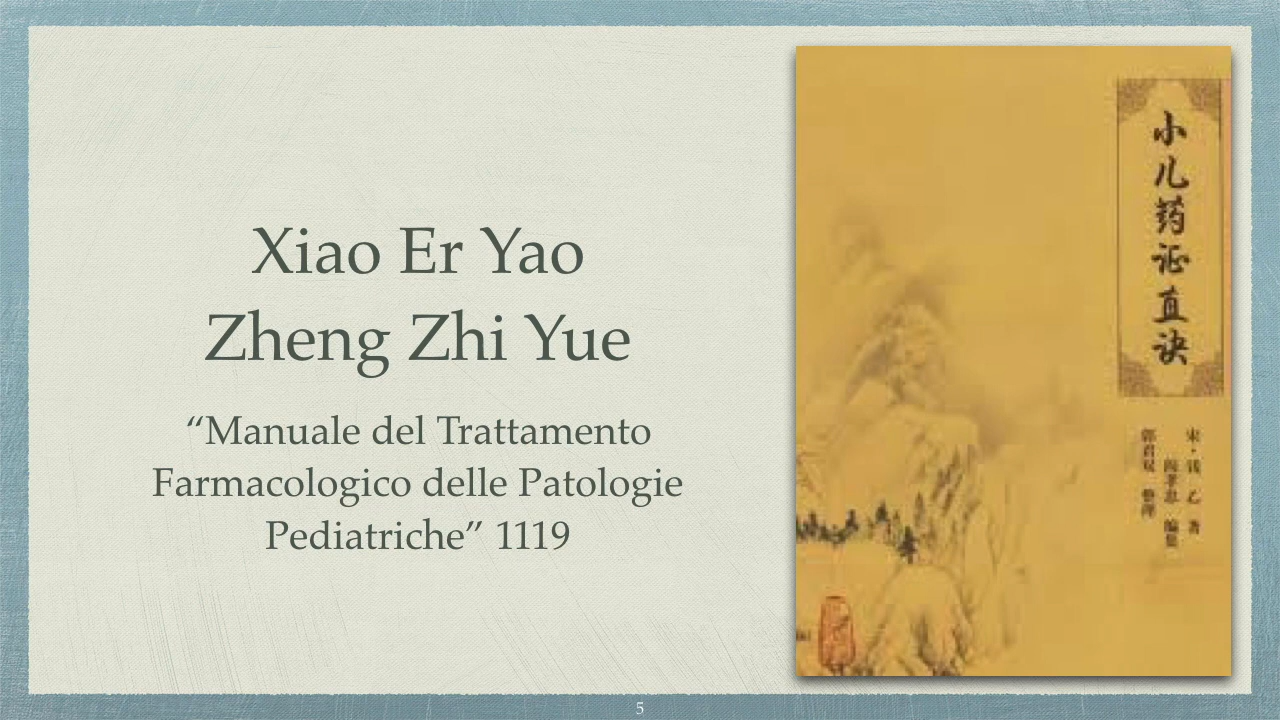 Xiao Er Yao
Zheng Zhi Yue
“Manuale del Trattamento
Farmacologico delle Patologie
Pediatriche” 1119
小儿药证直诀
宋·钱乙 著
阎孝忠 编集
郭君双 整理
5